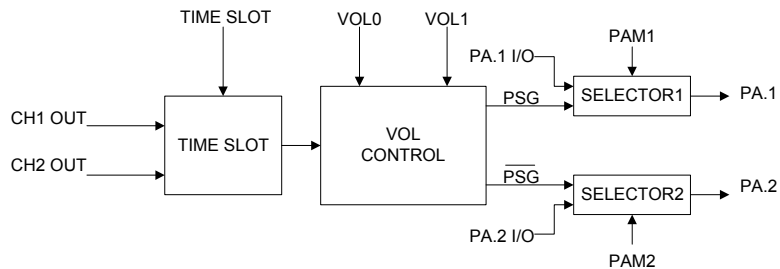 TIME SLOT
VOL0
VOL1
PAM1
PA.1 I/O
SELECTOR1
PA.1
PSG
CH1 OUT
TIME SLOT
VOL
CONTROL
CH2 OUT
P̅S̅G̅
SELECTOR2
PA.2
PA.2 I/O
PAM2